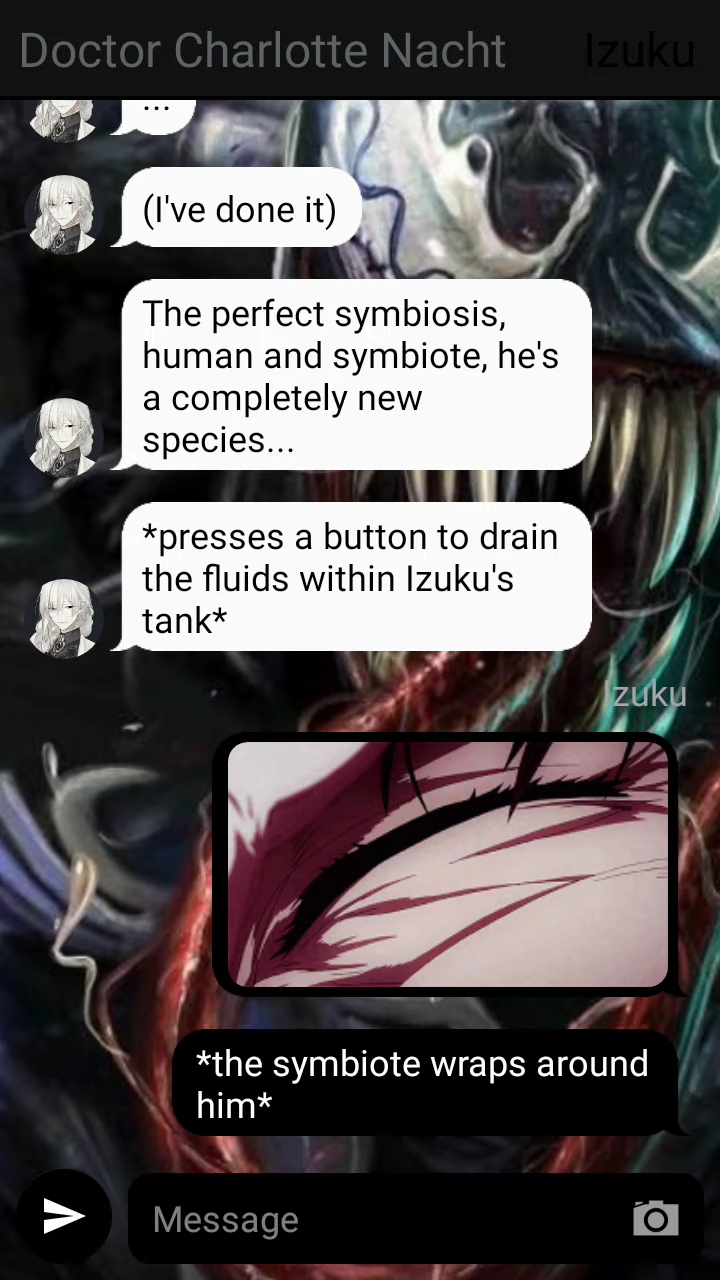 Doctor Charlotte Nacht Izuku
...
(I've done it)
The perfect symbiosis,
human and symbiote, he's
a completely new
species...
*presses a button to drain
the fluids within Izuku's
tank*
Izuku
*the symbiote wraps around
him*
Message